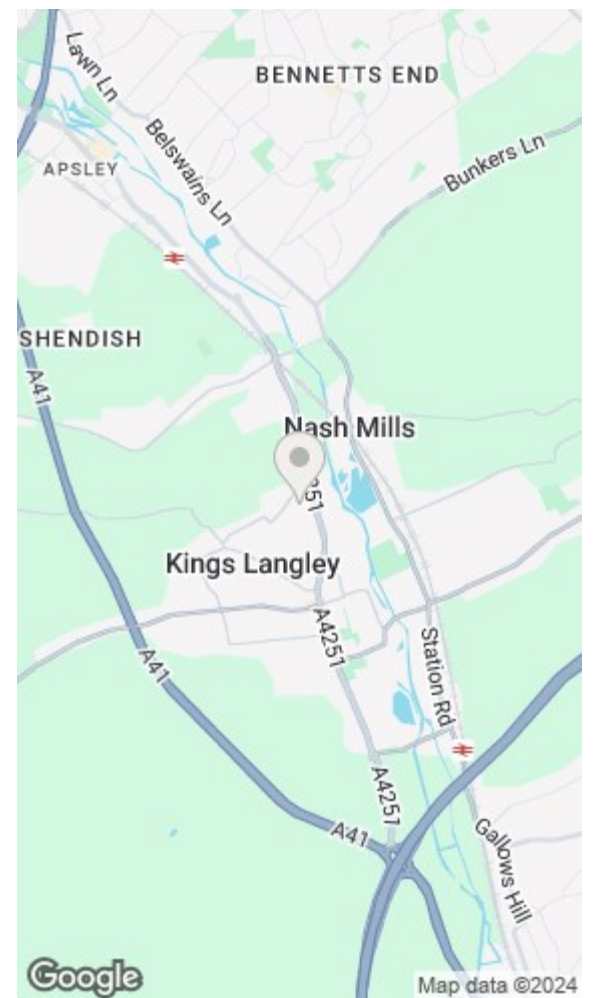 Lawn Ln
BENNETTS END
Belswains Ln
Bunkers Ln
APSLEY
SHENDISH
A41
Nash Mills
251
Kings Langley
A4251
Station Rd
A41
A4251
A41
Gallows Hill
Google
Map data ©2024